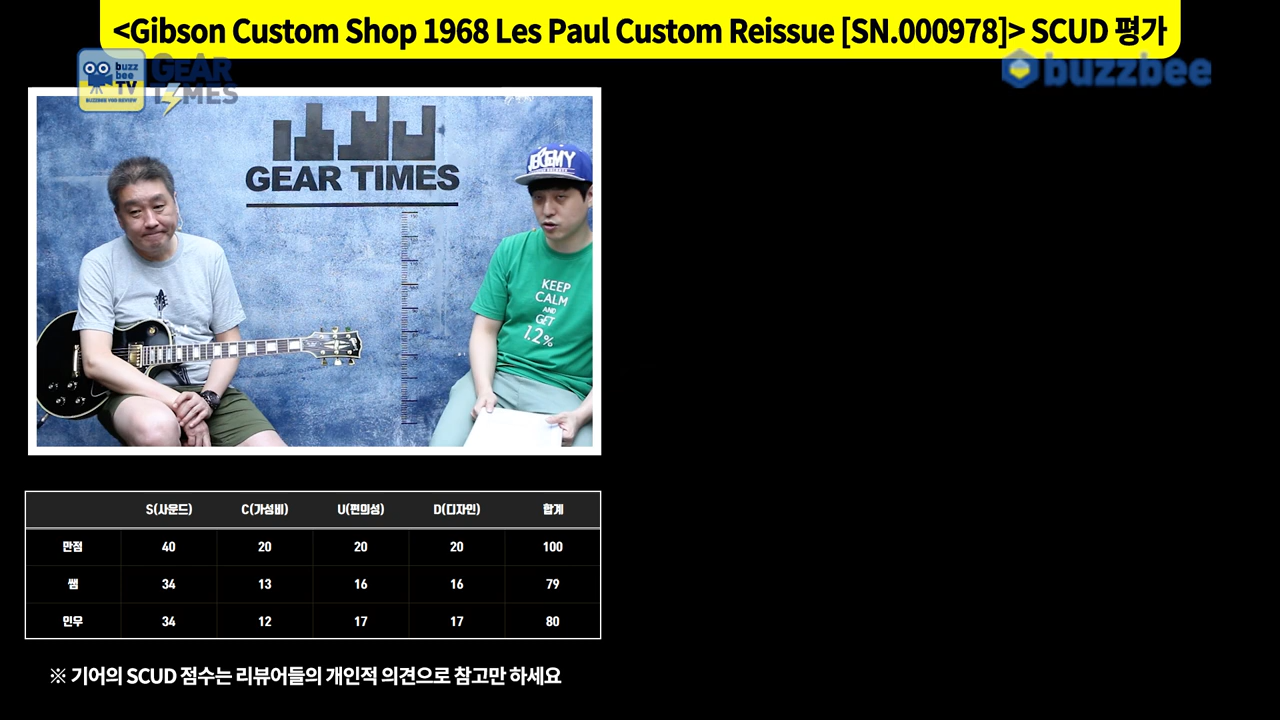 <Gibson Custom Shop 1968 Les Paul Custom Reissue [SN.000978]> SCUD 평가
buzz
bee
TV
BUZZBEE VOD REVIEW
GEAR
TIMES
buzzbee
GEAR TIMES
JEREMY
KEEP
CALM
AND
GET
1.2%
S(사운드) C(가성비) U(편의성) D(디자인) 합계
만점 40 20 20 20 100
쌤 34 13 16 16 79
민우 34 12 17 17 80
※ 기어의 SCUD 점수는 리뷰어들의 개인적 의견으로 참고만 하세요